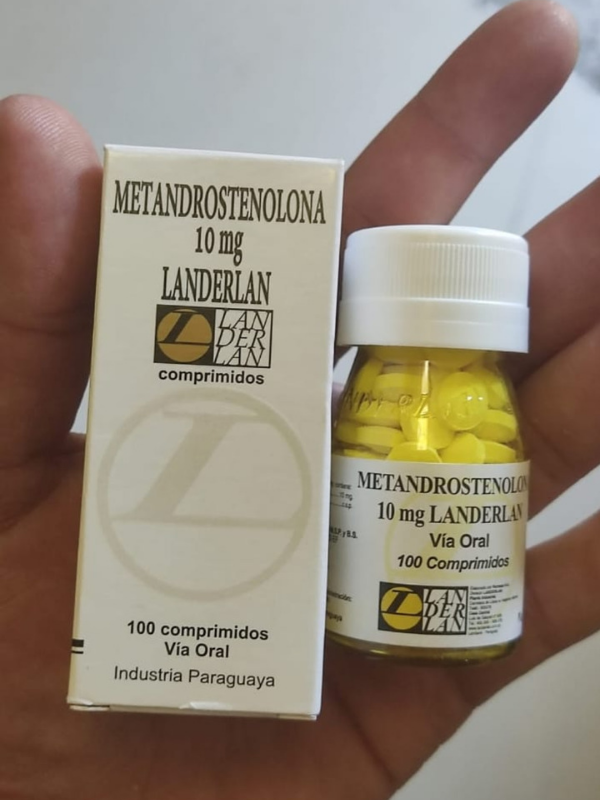 METANDROSTENOLONA
10 mg
LANDERLAN
LAN
DER
LAN
comprimidos
100 comprimidos
Vía Oral
Industria Paraguaya
METANDROSTENOLON
10 mg LANDERLAN
Vía Oral
100 Comprimidos
LAN
DER
LAN